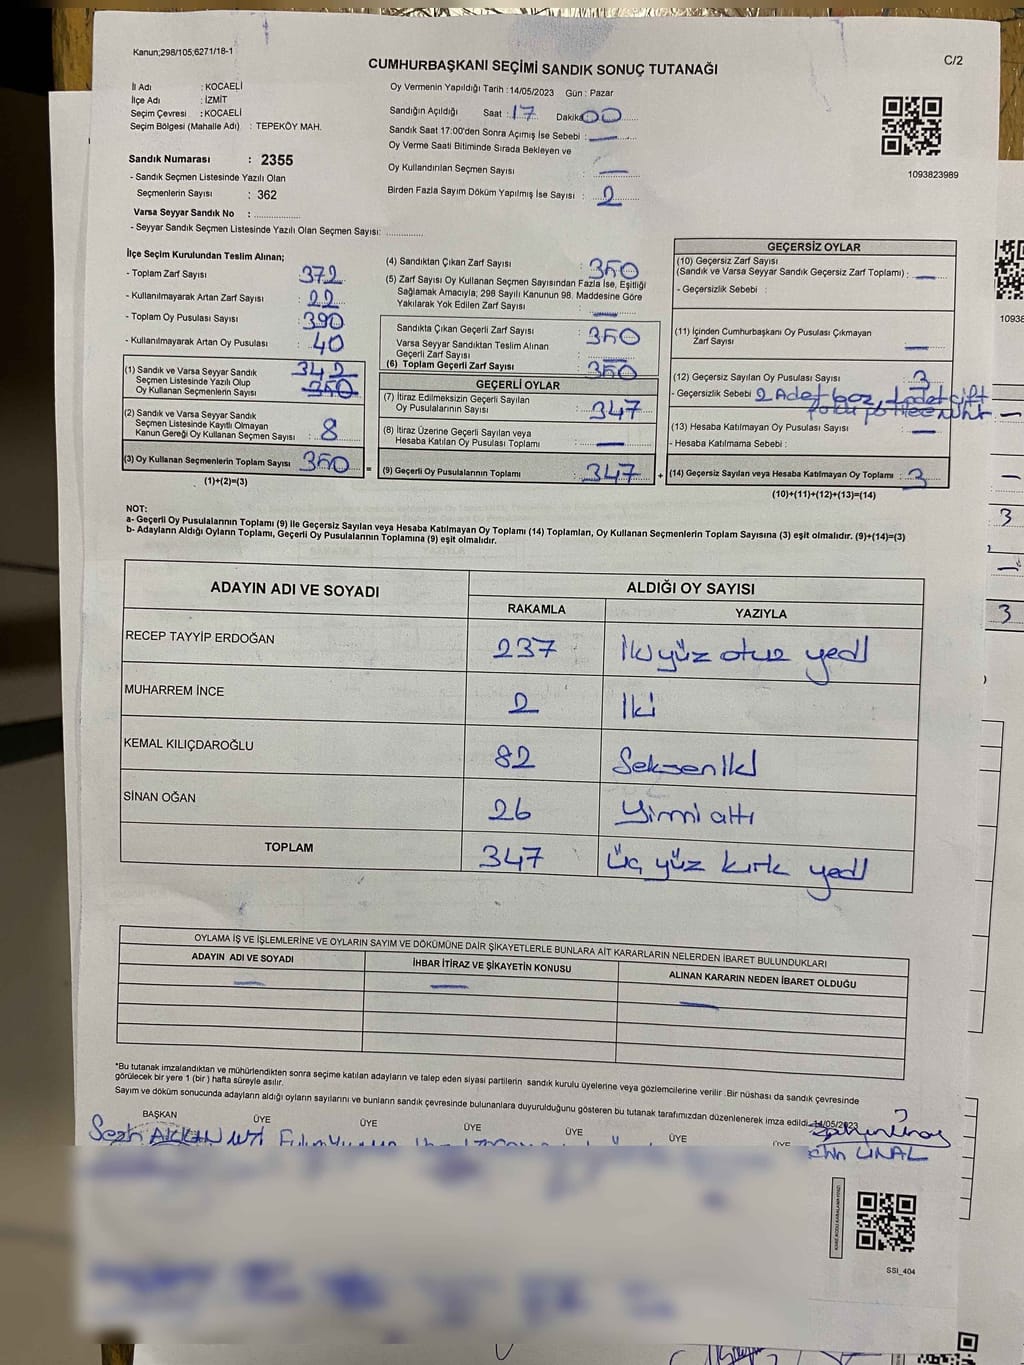 Kanun;298/105,6271/18-1
C/2
CUMHURBAŞKANI SEÇİMİ SANDIK SONUÇ TUTANAĞI
İl Adı : KOCAELİ
İlçe Adı : İZMİT
Seçim Çevresi : KOCAELİ
Seçim Bölgesi (Mahalle Adı) : TEPEKÖY MAH.
Sandık Numarası : 2355
- Sandık Seçmen Listesinde Yazılı Olan
Seçmenlerin Sayısı : 362
Varsa Seyyar Sandık No :
- Seyyar Sandık Seçmen Listesinde Yazılı Olan Seçmen Sayısı:
Oy Vermenin Yapıldığı Tarih : 14/05/2023 Gün : Pazar
Sandığın Açıldığı Saat : 17 Dakika 00
Sandık Saat 17:00'den Sonra Açımış İse Sebebi : —
Oy Verme Saati Bitiminde Sırada Bekleyen ve
Oy Kullandırılan Seçmen Sayısı —
Birden Fazla Sayım Döküm Yapılmış İse Sayısı : 2
1093823989
İlçe Seçim Kurulundan Teslim Alınan;
- Toplam Zarf Sayısı 372
- Kullanılmayarak Artan Zarf Sayısı : 22
- Toplam Oy Pusulası Sayısı : 390
- Kullanılmayarak Artan Oy Pusulası : 40
(1) Sandık ve Varsa Seyyar Sandık 342
Seçmen Listesinde Yazılı Olup
Oy Kullanan Seçmenlerin Sayısı 350
(2) Sandık ve Varsa Seyyar Sandık
Seçmen Listesinde Kayıtlı Olmayan
Kanun Gereği Oy Kullanan Seçmen Sayısı : 8
(3) Oy Kullanan Seçmenlerin Toplam Sayısı 350
(1)+(2)=(3)
(4) Sandıktan Çıkan Zarf Sayısı : 350
(5) Zarf Sayısı Oy Kullanan Seçmen Sayısından Fazla İse, Eşitliği
Sağlamak Amacıyla; 298 Sayılı Kanunun 98. Maddesine Göre
Yakılarak Yok Edilen Zarf Sayısı : —
Sandıkta Çıkan Geçerli Zarf Sayısı : 350
Varsa Seyyar Sandıktan Teslim Alınan
Geçerli Zarf Sayısı :
(6) Toplam Geçerli Zarf Sayısı : 350
GEÇERLİ OYLAR
(7) İtiraz Edilmeksizin Geçerli Sayılan
Oy Pusulalarının Sayısı : 347
(8) İtiraz Üzerine Geçerli Sayılan veya
Hesaba Katılan Oy Pusulası Toplamı : —
= (9) Geçerli Oy Pusulalarının Toplamı : 347
GEÇERSİZ OYLAR
(10) Geçersiz Zarf Sayısı
(Sandık ve Varsa Seyyar Sandık Geçersiz Zarf Toplamı) : —
- Geçersizlik Sebebi :
(11) İçinden Cumhurbaşkanı Oy Pusulası Çıkmayan
Zarf Sayısı : —
(12) Geçersiz Sayılan Oy Pusulası Sayısı : 3
- Geçersizlik Sebebi 2 Adet boz, 1 adet çift
(13) Hesaba Katılmayan Oy Pusulası Sayısı : —
- Hesaba Katılmama Sebebi :
+ (14) Geçersiz Sayılan veya Hesaba Katılmayan Oy Toplamı : 3
(10)+(11)+(12)+(13)=(14)
NOT:
a- Geçerli Oy Pusulalarının Toplamı (9) ile Geçersiz Sayılan veya Hesaba Katılmayan Oy Toplamı (14) Toplamları, Oy Kullanan Seçmenlerin Toplam Sayısına (3) eşit olmalıdır. (9)+(14)=(3)
b- Adayların Aldığı Oyların Toplamı, Geçerli Oy Pusulalarının Toplamına (9) eşit olmalıdır.
ADAYIN ADI VE SOYADI ALDIĞI OY SAYISI
RAKAMLA YAZIYLA
RECEP TAYYİP ERDOĞAN 237 İki yüz otuz yedi
MUHARREM İNCE 2 İki
KEMAL KILIÇDAROĞLU 82 Seksen İki
SİNAN OĞAN 26 Yirmi altı
TOPLAM 347 Üç yüz kırk yedi
OYLAMA İŞ VE İŞLEMLERİNE VE OYLARIN SAYIM VE DÖKÜMÜNE DAİR ŞİKAYETLERLE BUNLARA AİT KARARLARIN NELERDEN İBARET BULUNDUKLARI
ADAYIN ADI VE SOYADI İHBAR İTİRAZ VE ŞİKAYETİN KONUSU ALINAN KARARIN NEDEN İBARET OLDUĞU
— — —
*Bu tutanak imzalandıktan ve mühürlendikten sonra seçime katılan adayların ve talep eden siyasi partilerin sandık kurulu üyelerine veya gözlemcilerine verilir .Bir nüshası da sandık çevresinde
görülecek bir yere 1 (bir ) hafta süreyle asılır.
Sayım ve döküm sonucunda adayların aldığı oyların sayılarını ve bunların sandık çevresinde bulunanlara duyurulduğunu gösteren bu tutanak tarafımızdan düzenlenerek imza edildi. 14/05/2023
BAŞKAN ÜYE ÜYE ÜYE ÜYE ÜYE ÜYE
ÜNAL
SSI_404
1093
3
3